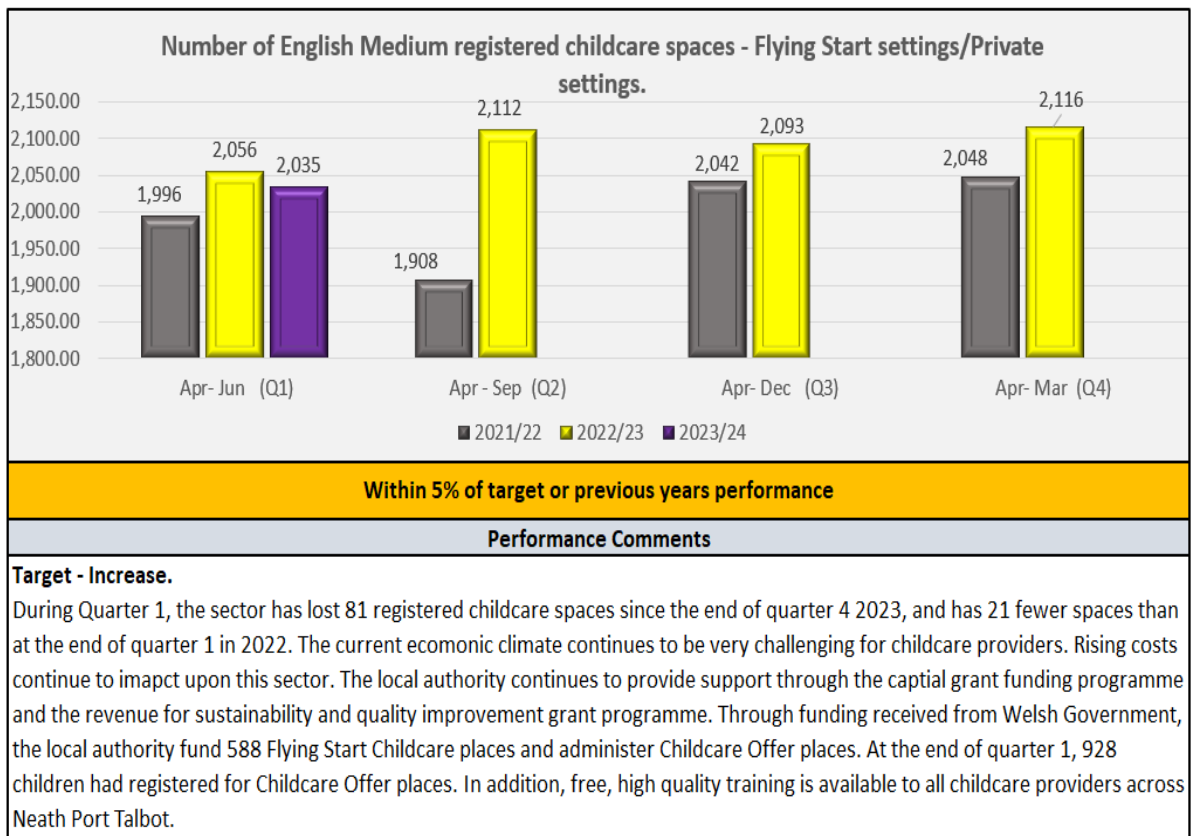 Number of English Medium registered childcare spaces - Flying Start settings/Private
settings.
2,150.00
2,100.00
2,050.00
2,000.00
1,950.00
1,900.00
1,850.00
1,800.00
1,996
2,056
2,035
1,908
2,112
2,042
2,093
2,048
2,116
Apr- Jun (Q1)
Apr - Sep (Q2)
Apr- Dec (Q3)
Apr- Mar (Q4)
2021/22
2022/23
2023/24
Within 5% of target or previous years performance
Performance Comments
Target - Increase.
During Quarter 1, the sector has lost 81 registered childcare spaces since the end of quarter 4 2023, and has 21 fewer spaces than
at the end of quarter 1 in 2022. The current ecomonic climate continues to be very challenging for childcare providers. Rising costs
continue to imapct upon this sector. The local authority continues to provide support through the captial grant funding programme
and the revenue for sustainability and quality improvement grant programme. Through funding received from Welsh Government,
the local authority fund 588 Flying Start Childcare places and administer Childcare Offer places. At the end of quarter 1, 928
children had registered for Childcare Offer places. In addition, free, high quality training is available to all childcare providers across
Neath Port Talbot.